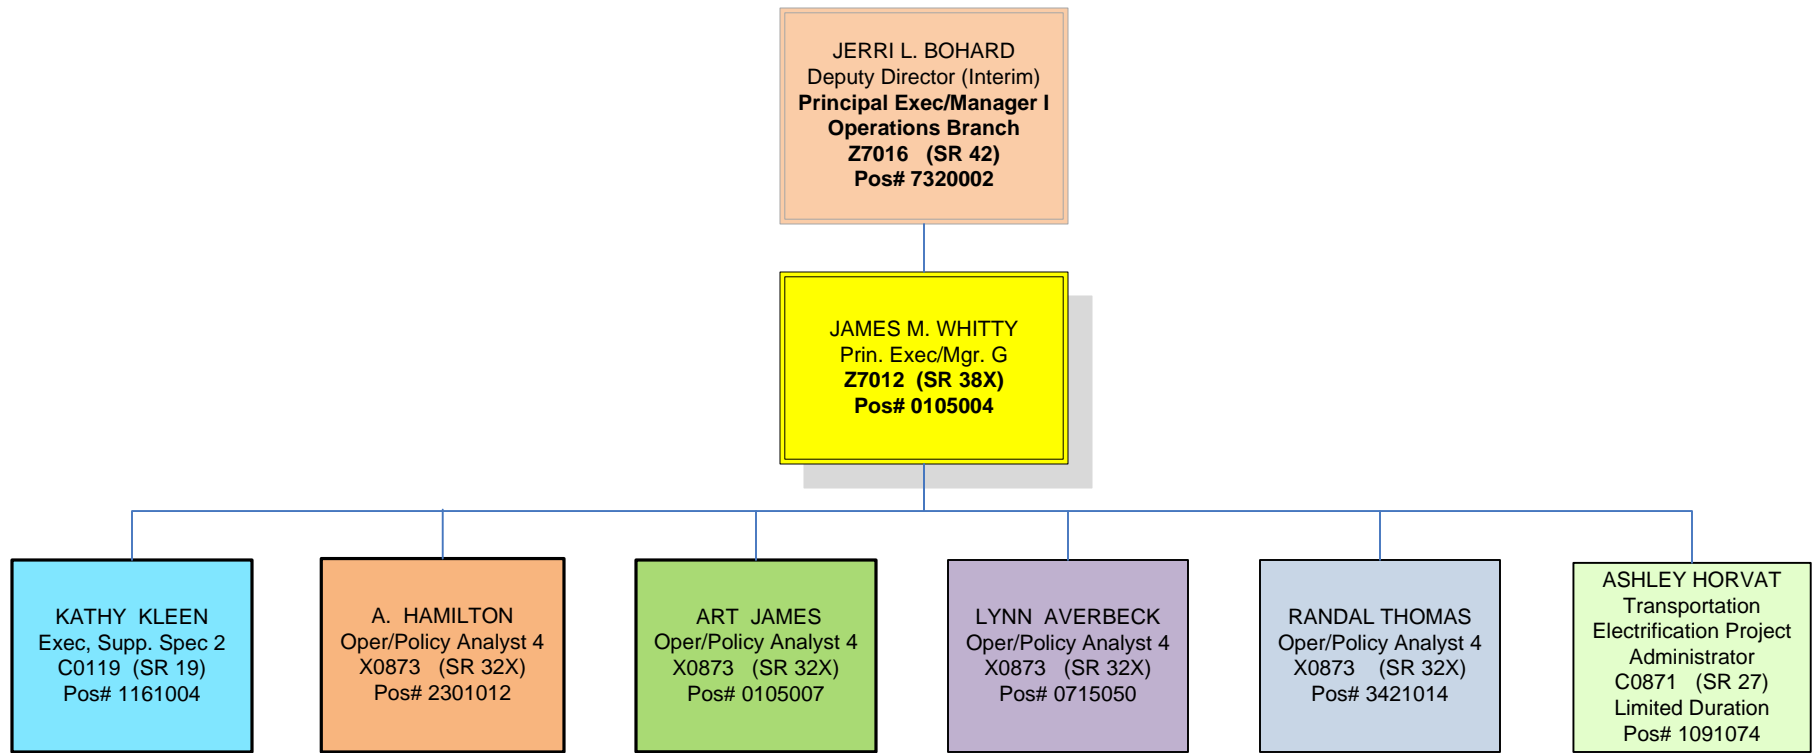 JERRI L. BOHARD
Deputy Director (Interim)
Principal Exec/Manager I
Operations Branch
Z7016 (SR 42)
Pos# 7320002
JAMES M. WHITTY
Prin. Exec/Mgr. G
Z7012 (SR 38X)
Pos# 0105004
KATHY KLEEN
Exec, Supp. Spec 2
C0119 (SR 19)
Pos# 1161004
A. HAMILTON
Oper/Policy Analyst 4
X0873 (SR 32X)
Pos# 2301012
ART JAMES
Oper/Policy Analyst 4
X0873 (SR 32X)
Pos# 0105007
LYNN AVERBECK
Oper/Policy Analyst 4
X0873 (SR 32X)
Pos# 0715050
RANDAL THOMAS
Oper/Policy Analyst 4
X0873 (SR 32X)
Pos# 3421014
ASHLEY HORVAT
Transportation
Electrification Project
Administrator
C0871 (SR 27)
Limited Duration
Pos# 1091074